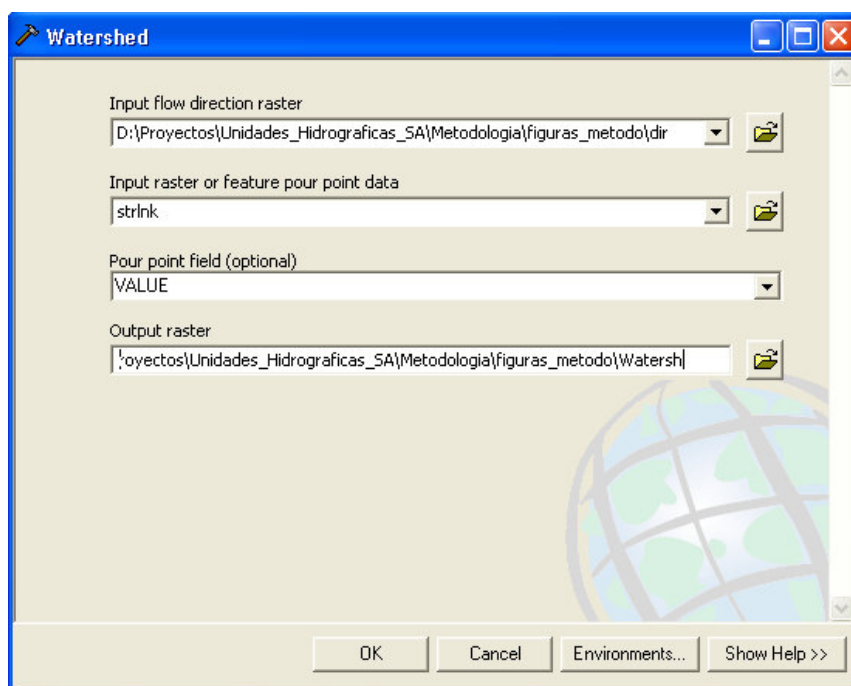 Watershed
Input flow direction raster
D:\Proyectos\Unidades_Hidrograficas_SA\Metodologia\figuras_metodo\dir
Input raster or feature pour point data
strlnk
Pour point field (optional)
VALUE
Output raster
royectos\Unidades_Hidrograficas_SA\Metodologia\figuras_metodo\Watersh
OK
Cancel
Environments...
Show Help >>